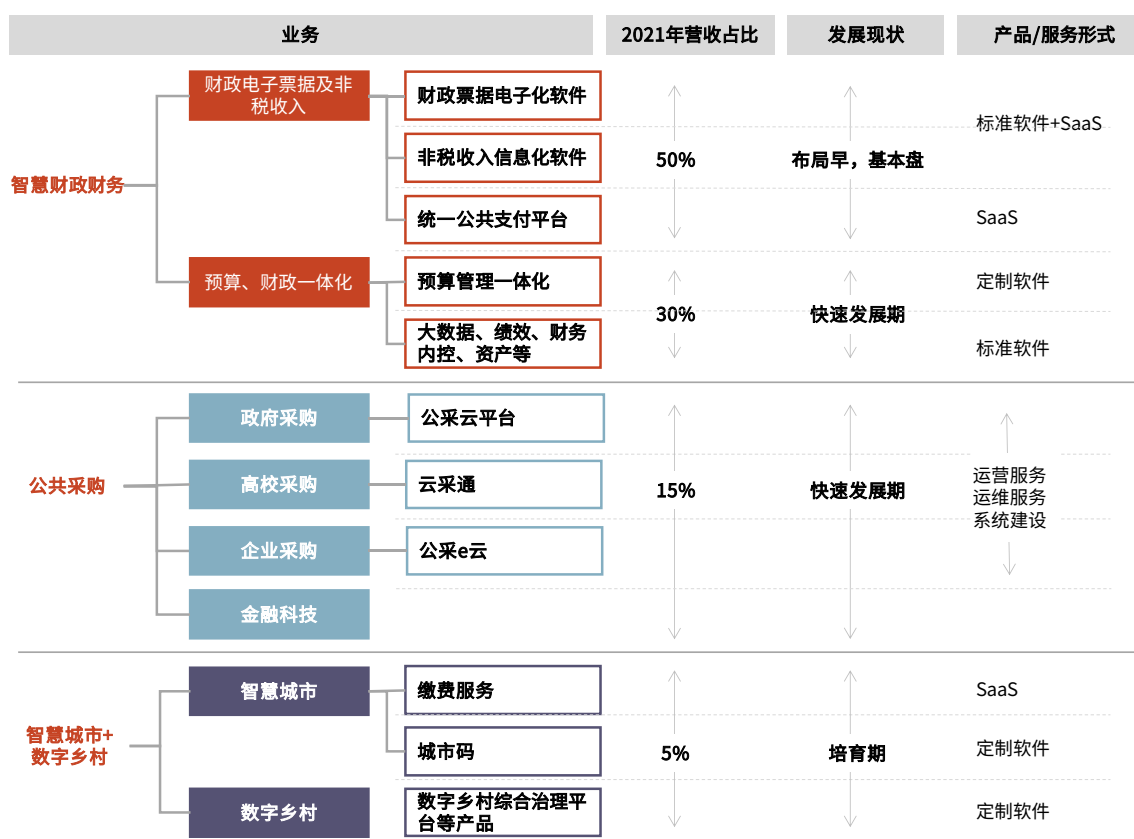 业务
2021年营收占比
发展现状
产品/服务形式
智慧财政财务
财政电子票据及非
税收入
财政票据电子化软件
非税收入信息化软件
统一公共支付平台
50%
布局早，基本盘
标准软件+SaaS
SaaS
预算、财政一体化
预算管理一体化
大数据、绩效、财务
内控、资产等
30%
快速发展期
定制软件
标准软件
公共采购
政府采购
公采云平台
高校采购
云采通
企业采购
公采e云
金融科技
15%
快速发展期
运营服务
运维服务
系统建设
智慧城市+
数字乡村
智慧城市
缴费服务
城市码
数字乡村
数字乡村综合治理平
台等产品
5%
培育期
SaaS
定制软件
定制软件